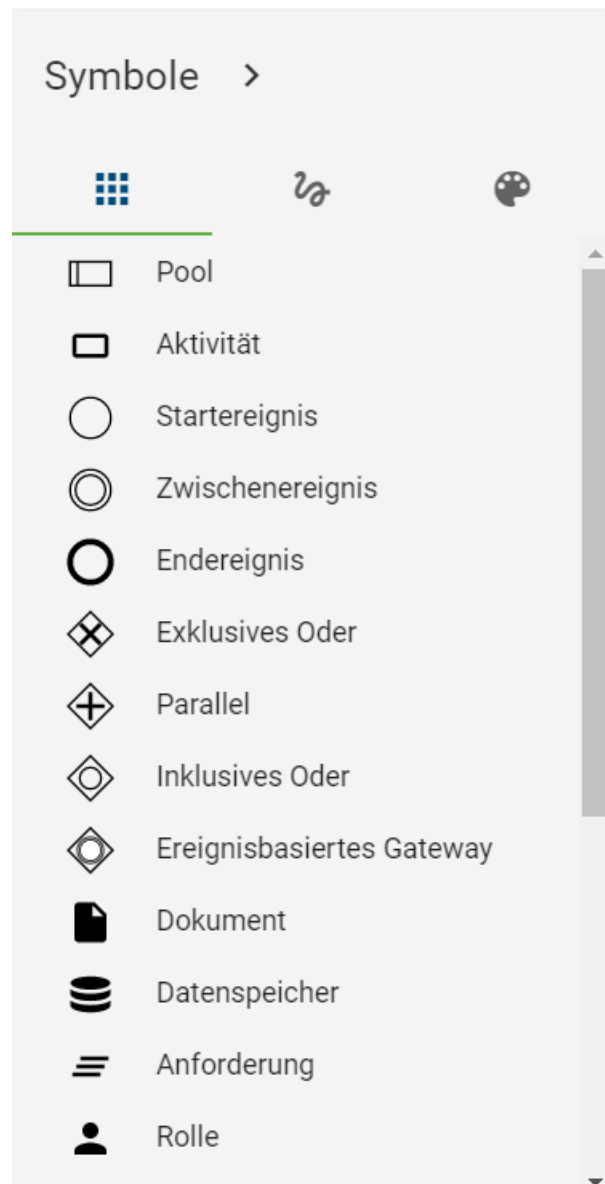 Symbole
Pool
Aktivität
Startereignis
Zwischenereignis
Endereignis
Exklusives Oder
Parallel
Inklusives Oder
Ereignisbasiertes Gateway
Dokument
Datenspeicher
Anforderung
Rolle